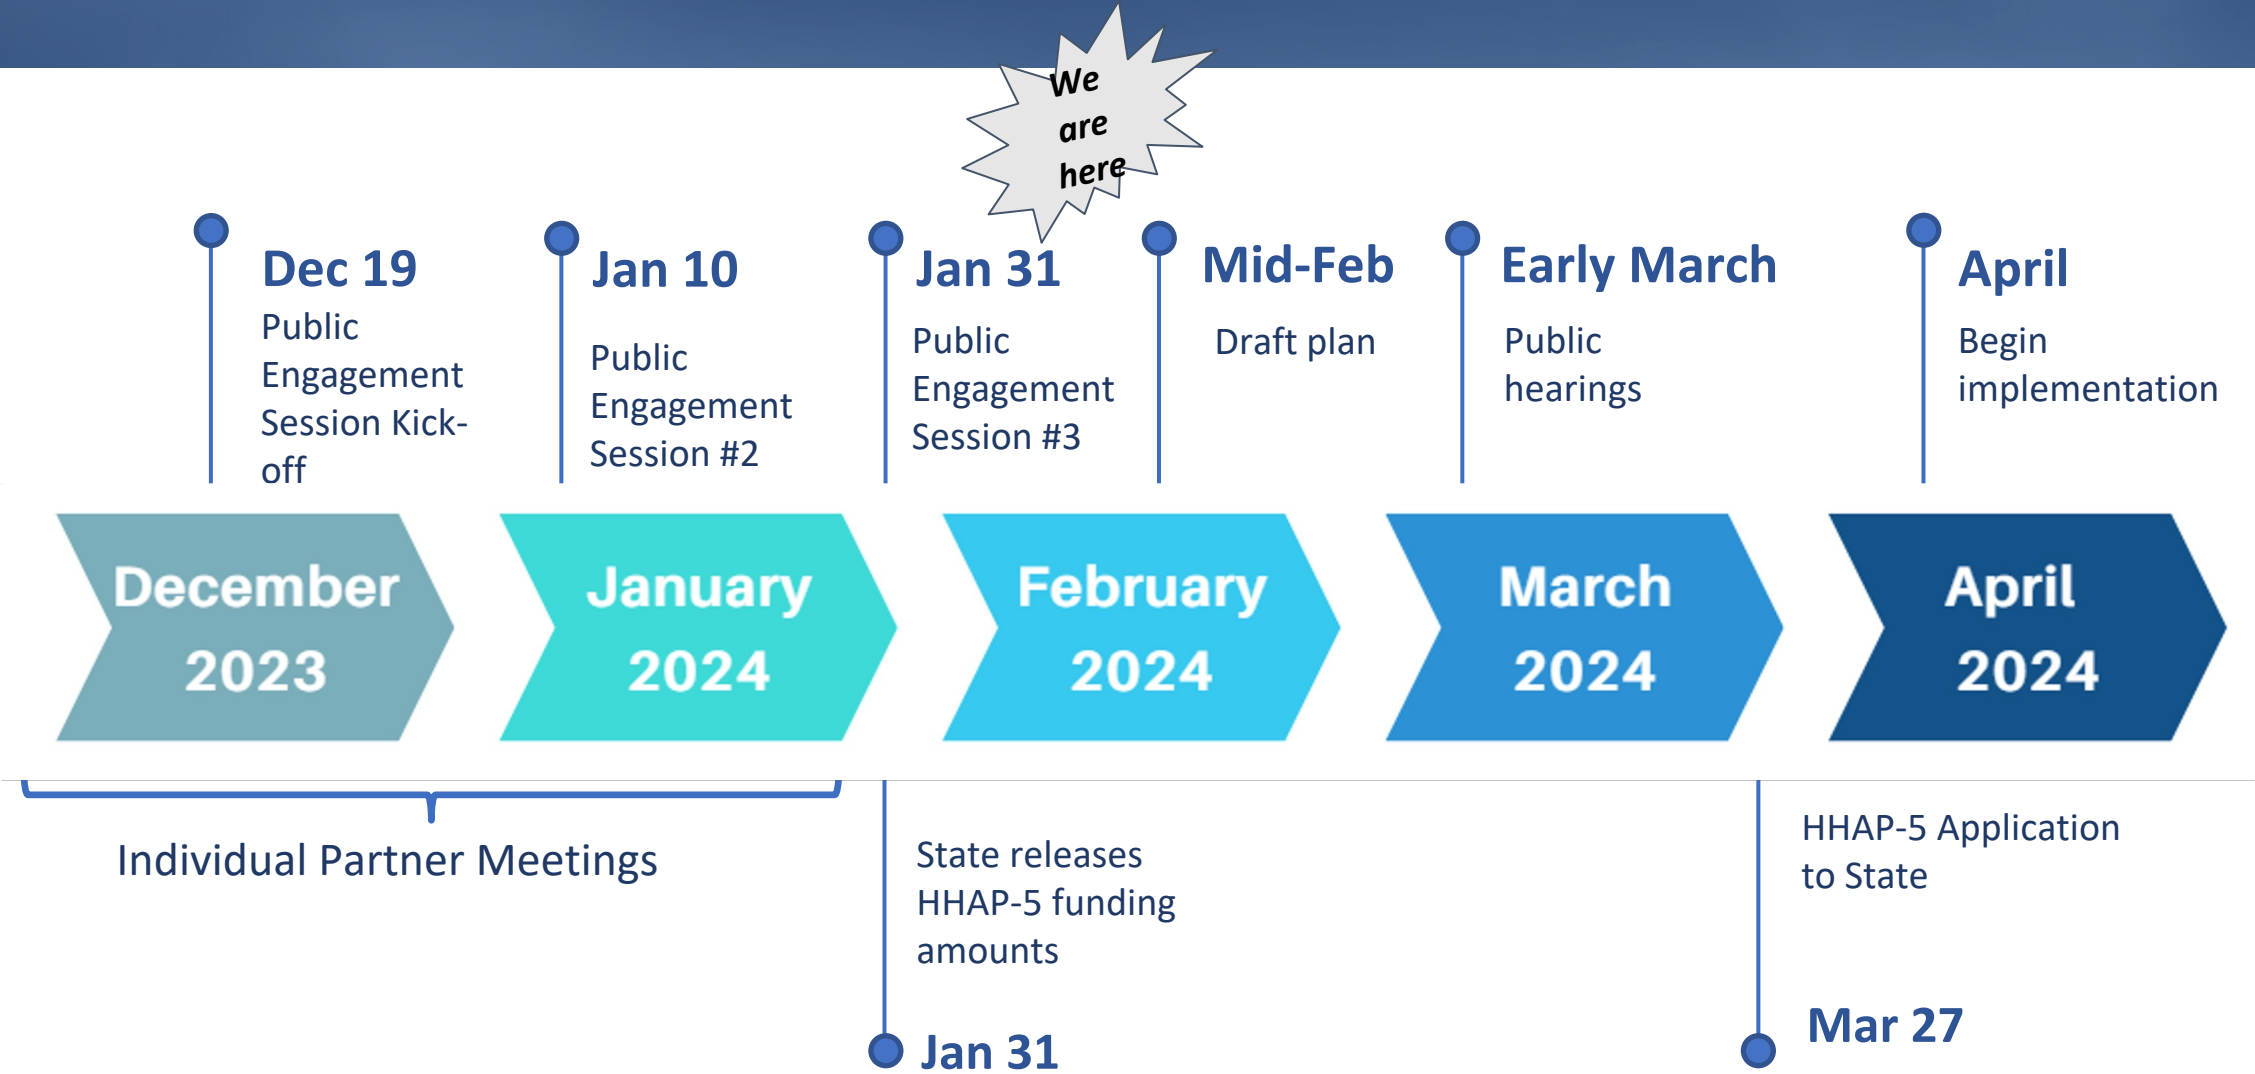 We
are
here
Dec 19
Public
Engagement
Session Kick-
off
Jan 10
Public
Engagement
Session #2
Jan 31
Public
Engagement
Session #3
Mid-Feb
Draft plan
Early March
Public
hearings
April
Begin
implementation
December
2023
January
2024
February
2024
March
2024
April
2024
Individual Partner Meetings
State releases
HHAP-5 funding
amounts
Jan 31
HHAP-5 Application
to State
Mar 27